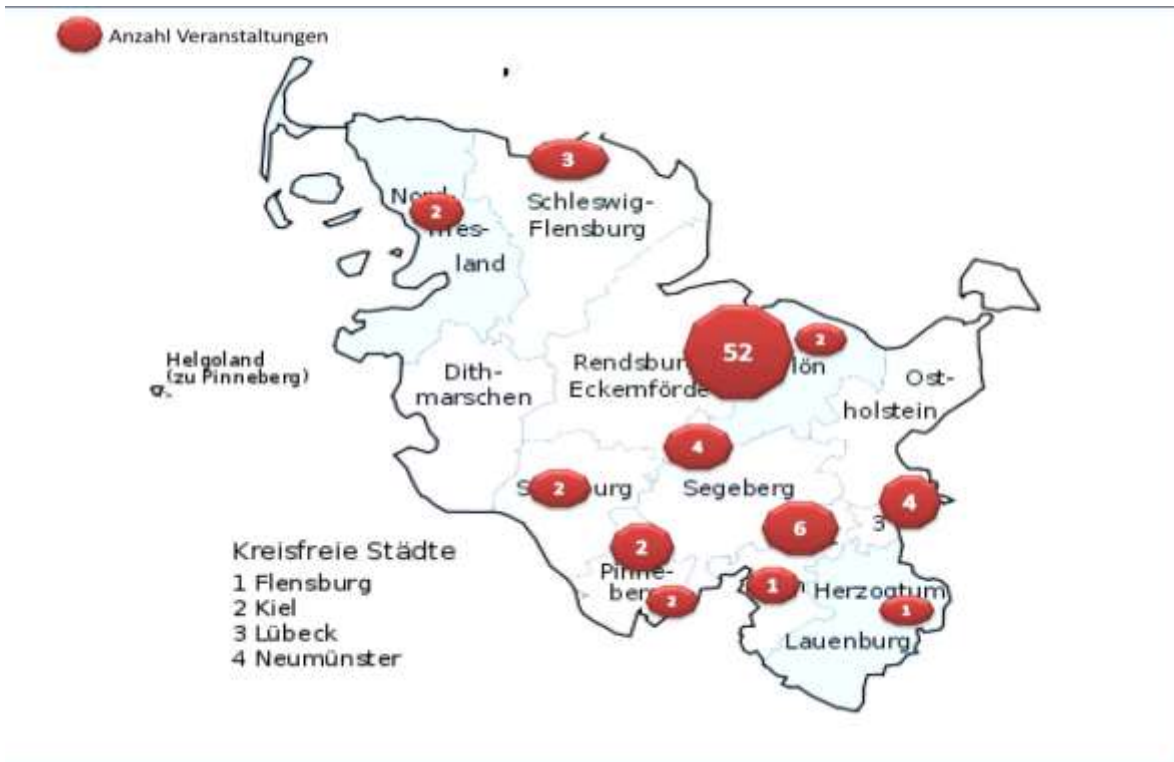 Anzahl Veranstaltungen
3
Schleswig-
Flensburg
2
land
52
2
Helgoland
(zu Pinneberg)
Dith-
marschen
Eckernförde
Ost-
holstein
4
2
Segeberg
4
3
6
2
Kreisfreie Städte
1 Flensburg
2 Kiel
3 Lübeck
4 Neumünster
1
Herzogtum
2
1
Lauenburg